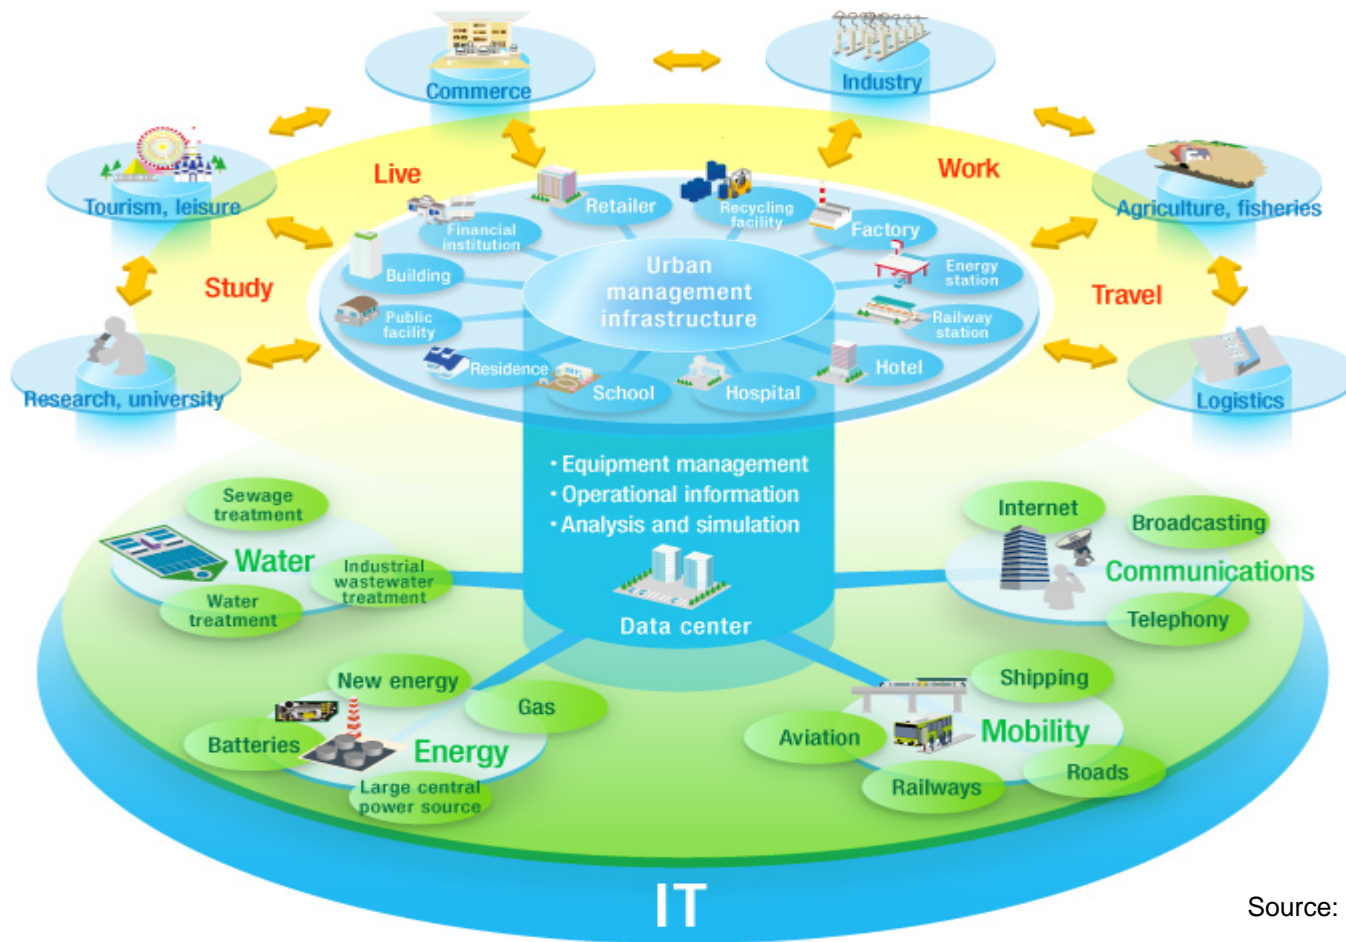 Commerce
Industry
Tourism, leisure
Agriculture, fisheries
Research, university
Logistics
Live
Work
Study
Travel
Retailer
Recycling
facility
Financial
institution
Factory
Building
Energy
station
Public
facility
Railway
station
Residence
Hotel
School
Hospital
Urban
management
infrastructure
• Equipment management
• Operational information
• Analysis and simulation
Data center
Sewage
treatment
Water
Industrial
wastewater
treatment
Water
treatment
Internet
Broadcasting
Communications
Telephony
New energy
Gas
Batteries
Energy
Large central
power source
Shipping
Aviation
Mobility
Railways
Roads
IT
Source: